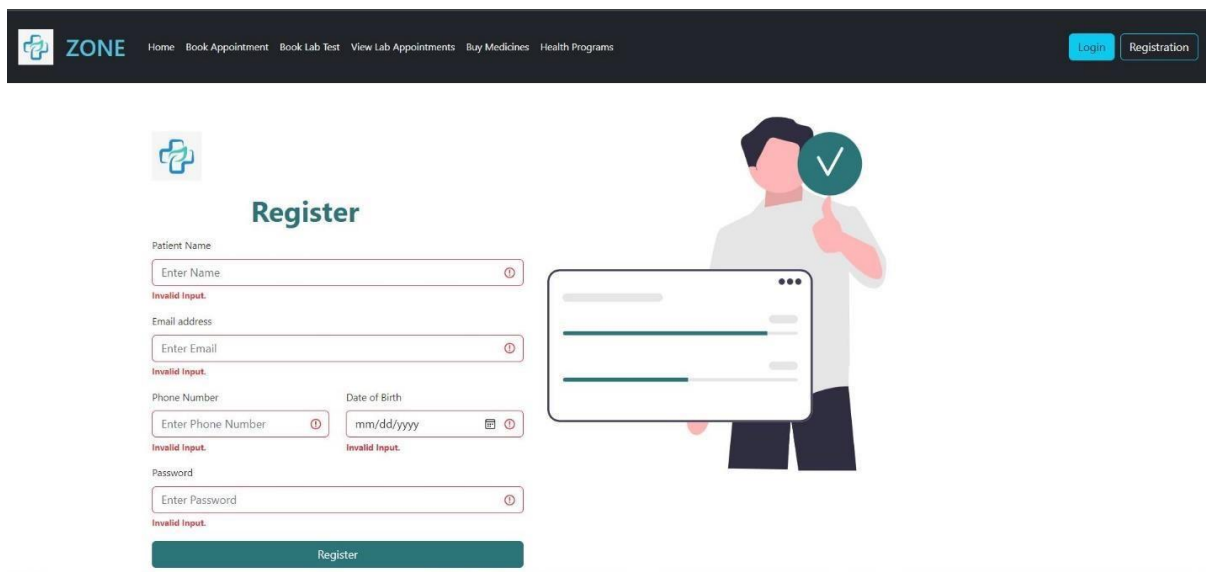 ZONE Home Book Appointment Book Lab Test View Lab Appointments Buy Medicines Health Programs Login Registration
Register
Patient Name
Enter Name
Invalid Input.
Email address
Enter Email
Invalid Input.
Phone Number Date of Birth
Enter Phone Number mm/dd/yyyy
Invalid Input. Invalid Input.
Password
Enter Password
Invalid Input.
Register